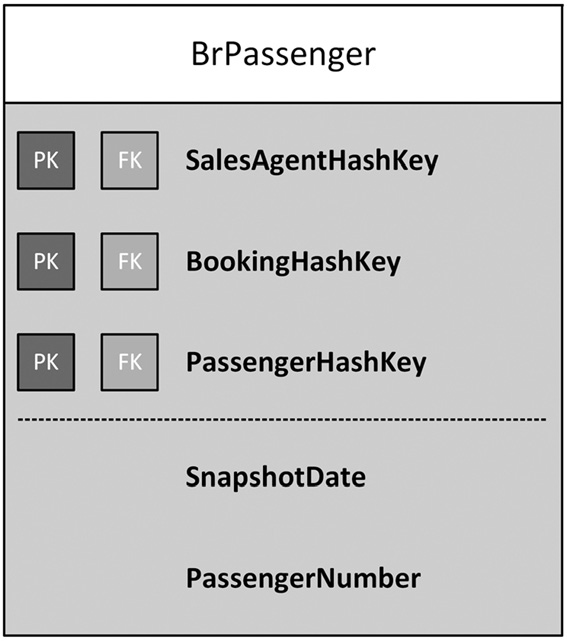 BrPassenger
PK FK SalesAgentHashKey
PK FK BookingHashKey
PK FK PassengerHashKey
SnapshotDate
PassengerNumber